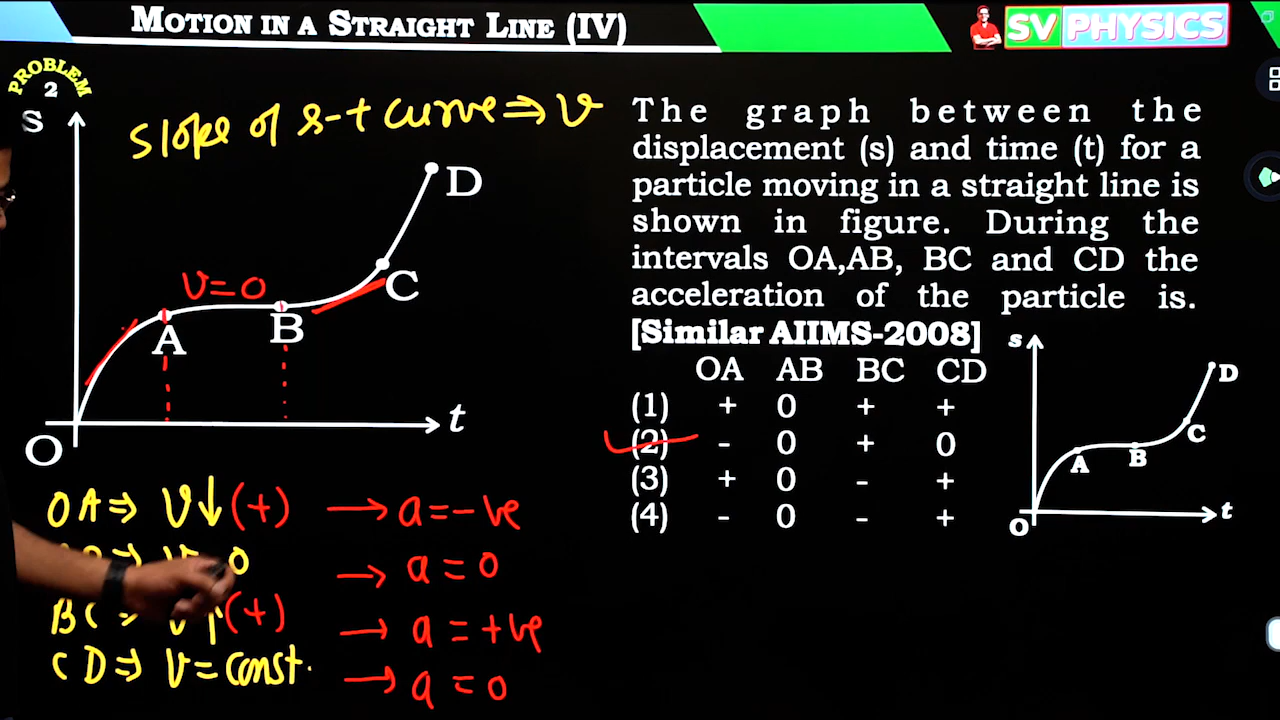 MOTION IN A STRAIGHT LINE (IV)
SV PHYSICS
PROBLEM
2
S
slope of s-t curve ⇒ v
D
C
v=0
A
B
O
t
The graph between the
displacement (s) and time (t) for a
particle moving in a straight line is
shown in figure. During the
intervals OA,AB, BC and CD the
acceleration of the particle is.
[Similar AIIMS-2008]
OA AB BC CD
(1) + 0 + +
(2) - 0 + 0
(3) + 0 - +
(4) - 0 - +
s
D
C
A
B
O
t
OA ⇒ v↓ (+) → a = -ve
0 → a = 0
BC ⇒ v↑ (+) → a = +ve
CD ⇒ v = const. → a = 0